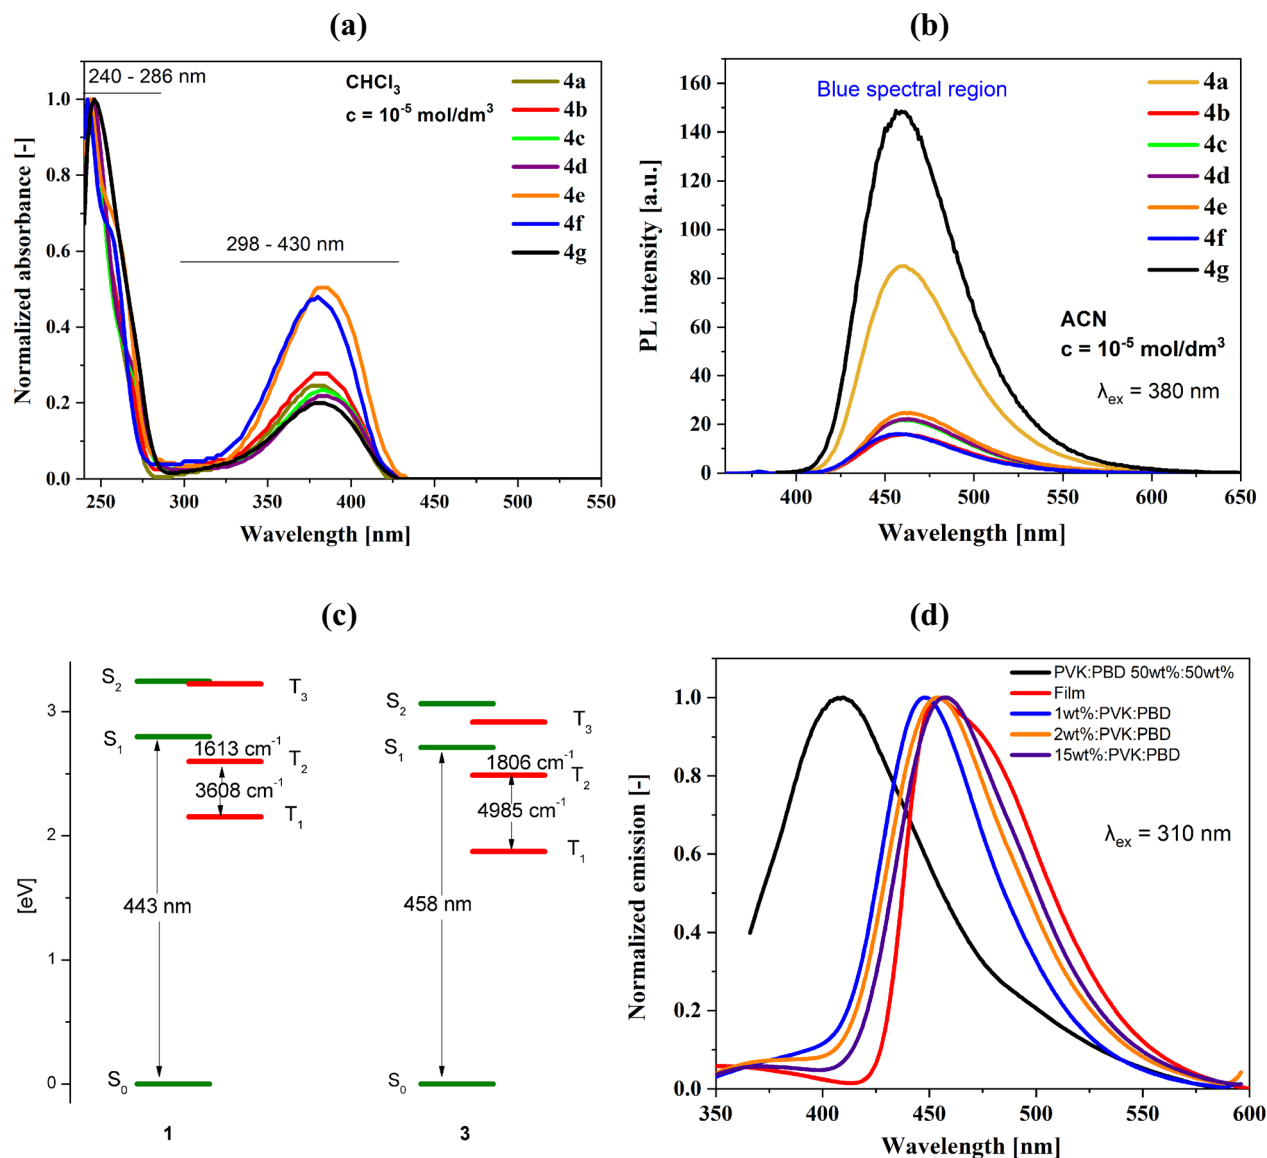 (a)
240 - 286 nm
CHCl₃
c = 10⁻⁵ mol/dm³
4a
4b
4c
4d
4e
4f
4g
298 - 430 nm
Normalized absorbance [-]
1.0
0.8
0.6
0.4
0.2
0.0
250 300 350 400 450 500 550
Wavelength [nm]
(b)
Blue spectral region
4a
4b
4c
4d
4e
4f
4g
ACN
c = 10⁻⁵ mol/dm³
λex = 380 nm
PL intensity [a.u.]
160
140
120
100
80
60
40
20
0
400 450 500 550 600 650
Wavelength [nm]
(c)
[eV]
3
2
1
0
S₂
T₃
S₁
1613 cm⁻¹
T₂
3608 cm⁻¹
T₁
443 nm
S₀
1
S₂
T₃
S₁
1806 cm⁻¹
T₂
4985 cm⁻¹
T₁
458 nm
S₀
3
(d)
PVK:PBD 50wt%:50wt%
Film
1wt%:PVK:PBD
2wt%:PVK:PBD
15wt%:PVK:PBD
λex = 310 nm
Normalized emission [-]
1.0
0.8
0.6
0.4
0.2
0.0
350 400 450 500 550 600
Wavelength [nm]